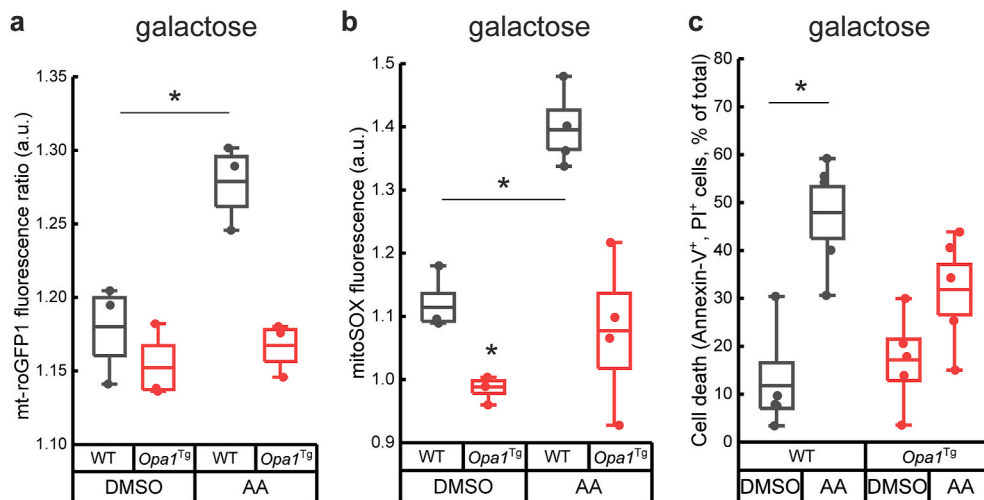 a
galactose
mt-roGFP1 fluorescence ratio (a.u.)
1.35
1.30
1.25
1.20
1.15
1.10
*
WT
Opa1ᵀᵍ
WT
Opa1ᵀᵍ
DMSO
AA
b
galactose
mitoSOX fluorescence (a.u.)
1.5
1.4
1.3
1.2
1.1
1.0
0.9
*
*
WT
Opa1ᵀᵍ
WT
Opa1ᵀᵍ
DMSO
AA
c
galactose
Cell death (Annexin-V⁺, PI⁺ cells, % of total)
80
70
60
50
40
30
20
10
0
*
WT
Opa1ᵀᵍ
DMSO
AA
DMSO
AA